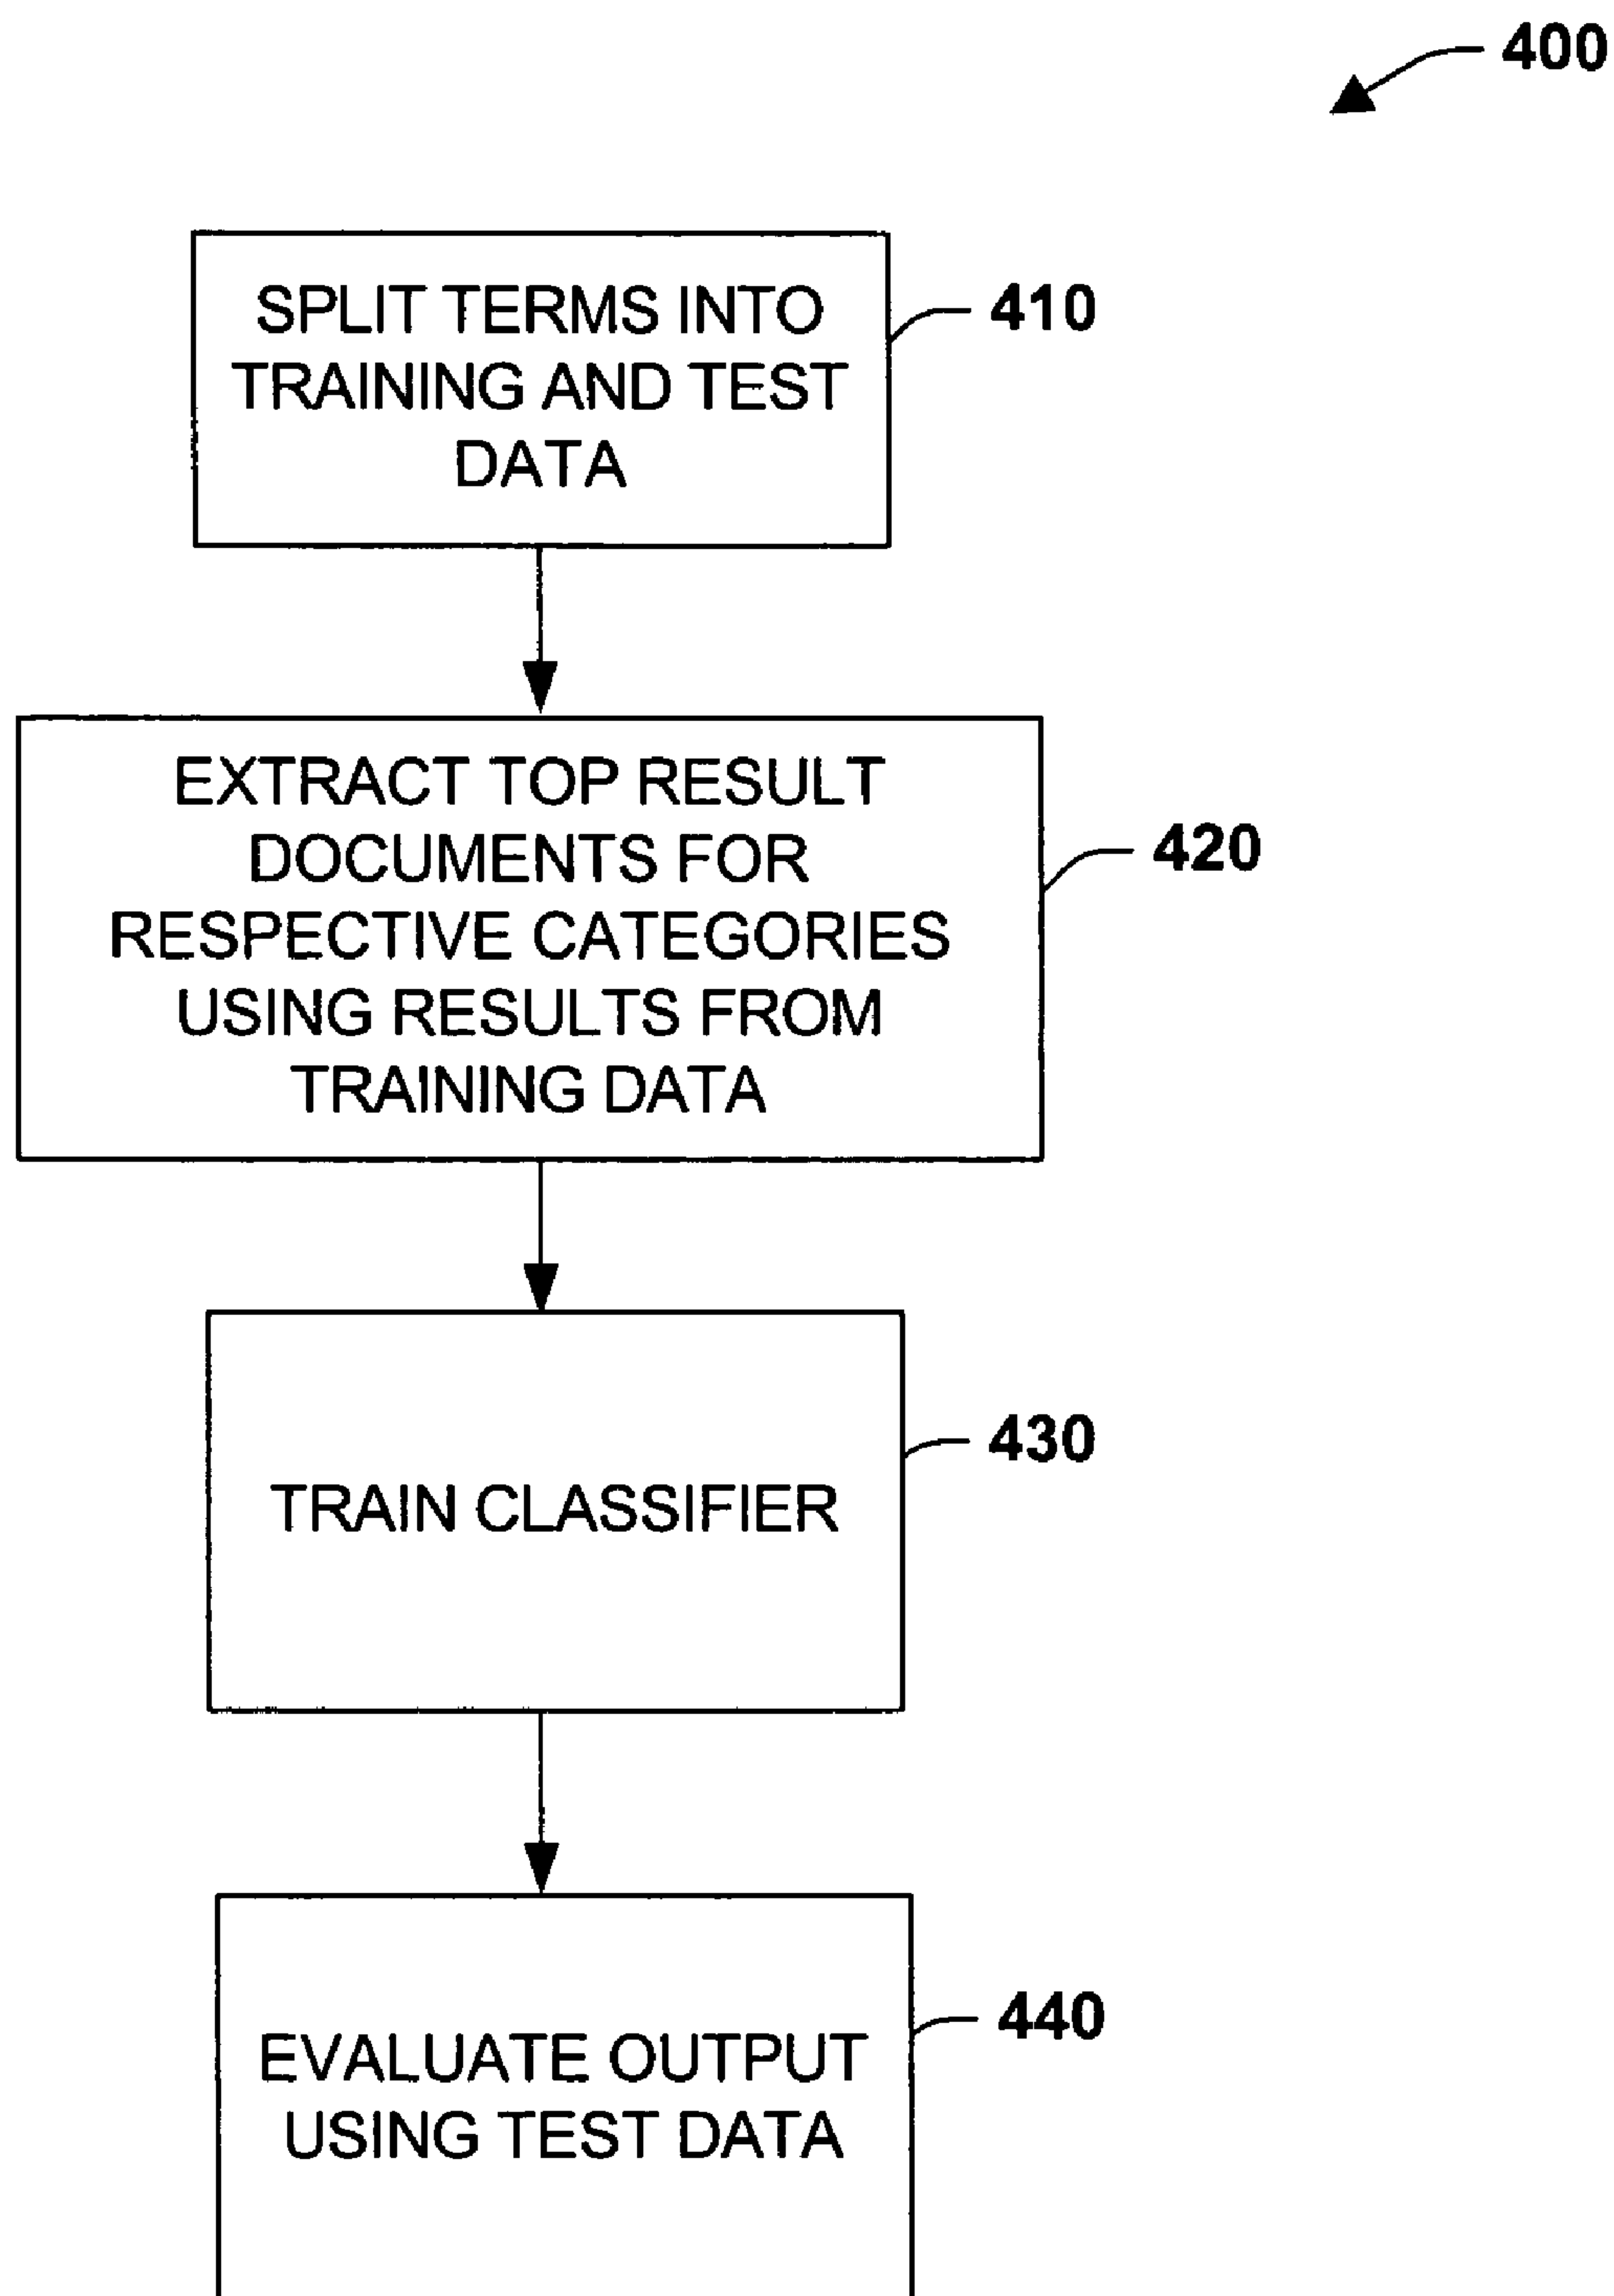 400
SPLIT TERMS INTO
TRAINING AND TEST
DATA
410
EXTRACT TOP RESULT
DOCUMENTS FOR
RESPECTIVE CATEGORIES
USING RESULTS FROM
TRAINING DATA
420
TRAIN CLASSIFIER
430
EVALUATE OUTPUT
USING TEST DATA
440